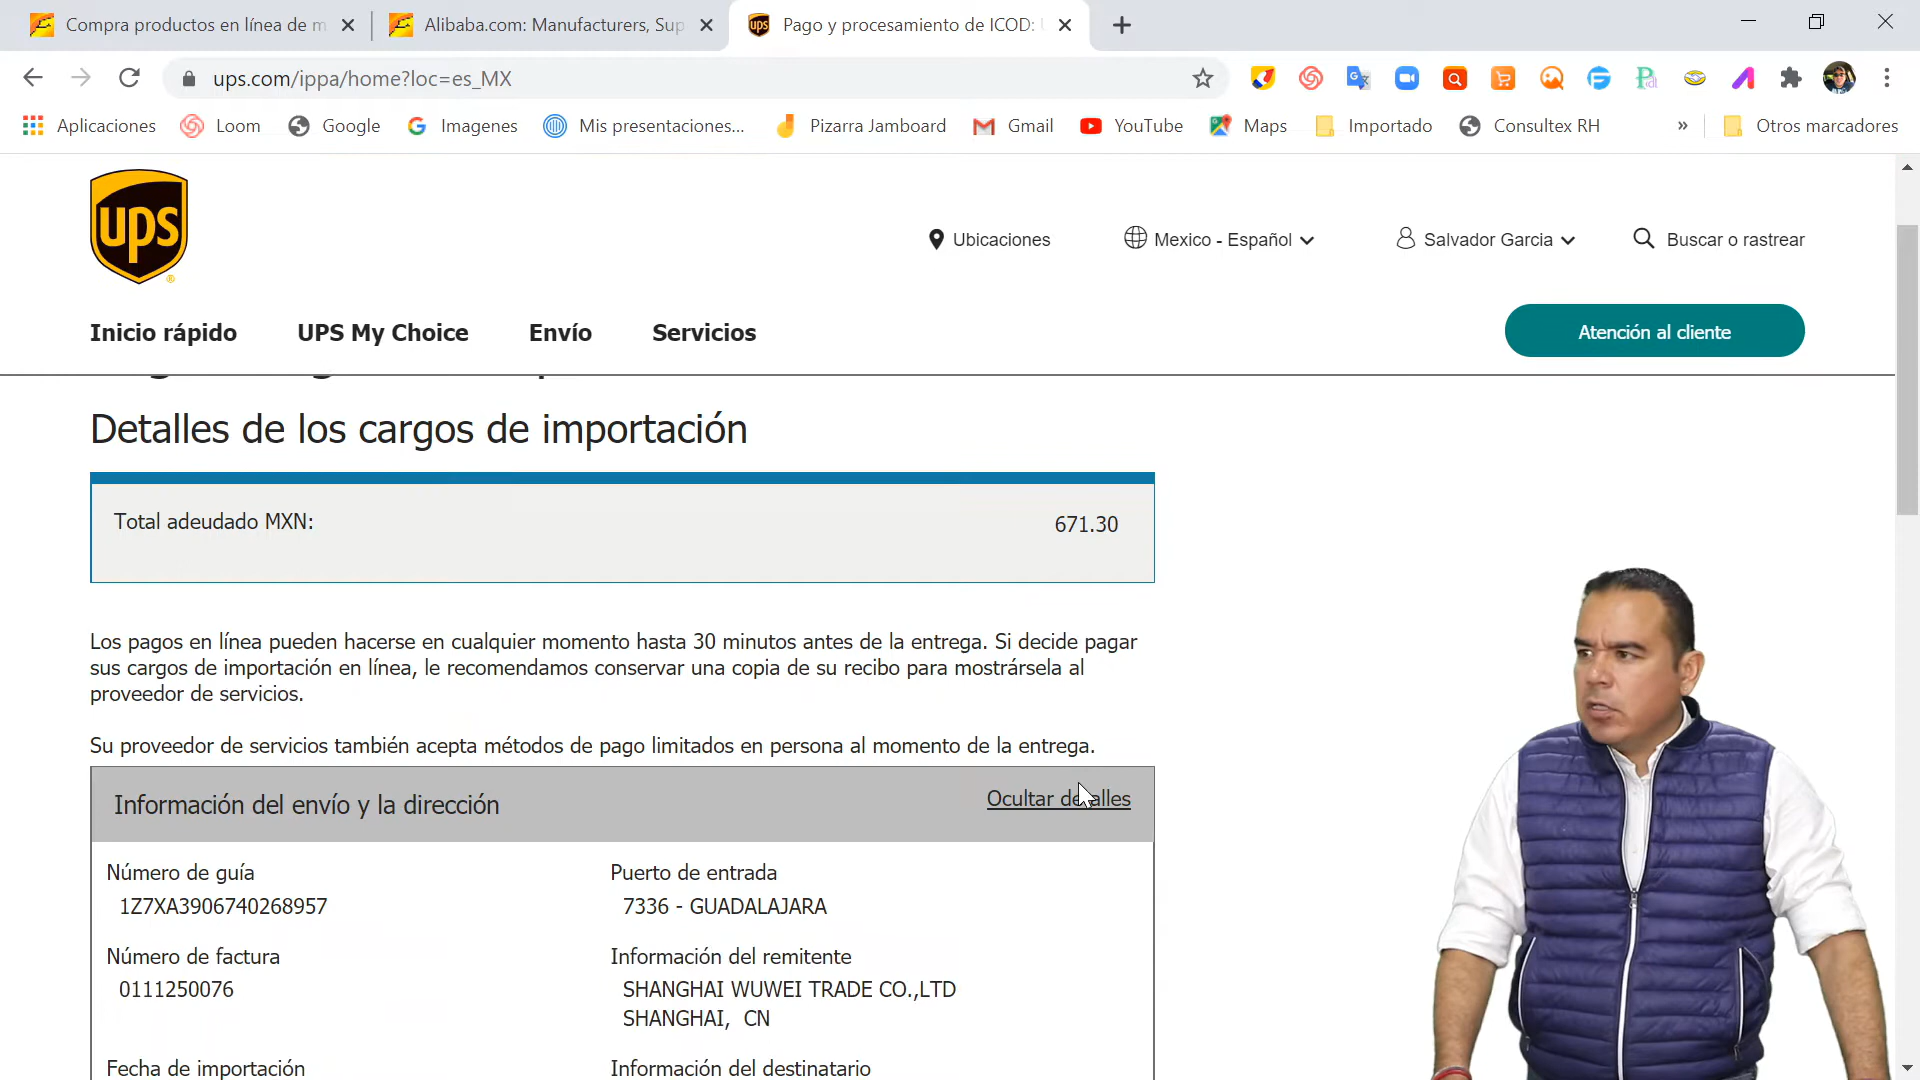 Compra productos en línea de m
Alibaba.com: Manufacturers, Sup
Pago y procesamiento de ICOD:
ups.com/ippa/home?loc=es_MX
Aplicaciones
Loom
Google
Imagenes
Mis presentaciones...
Pizarra Jamboard
Gmail
YouTube
Maps
Importado
Consultex RH
»
Otros marcadores
ups
Ubicaciones
Mexico - Español
Salvador Garcia
Buscar o rastrear
Inicio rápido
UPS My Choice
Envío
Servicios
Atención al cliente
Detalles de los cargos de importación
Total adeudado MXN: 671.30
Los pagos en línea pueden hacerse en cualquier momento hasta 30 minutos antes de la entrega. Si decide pagar
sus cargos de importación en línea, le recomendamos conservar una copia de su recibo para mostrársela al
proveedor de servicios.
Su proveedor de servicios también acepta métodos de pago limitados en persona al momento de la entrega.
Información del envío y la dirección
Ocultar detalles
Número de guía
1Z7XA3906740268957
Puerto de entrada
7336 - GUADALAJARA
Número de factura
0111250076
Información del remitente
SHANGHAI WUWEI TRADE CO.,LTD
SHANGHAI, CN
Fecha de importación
Información del destinatario